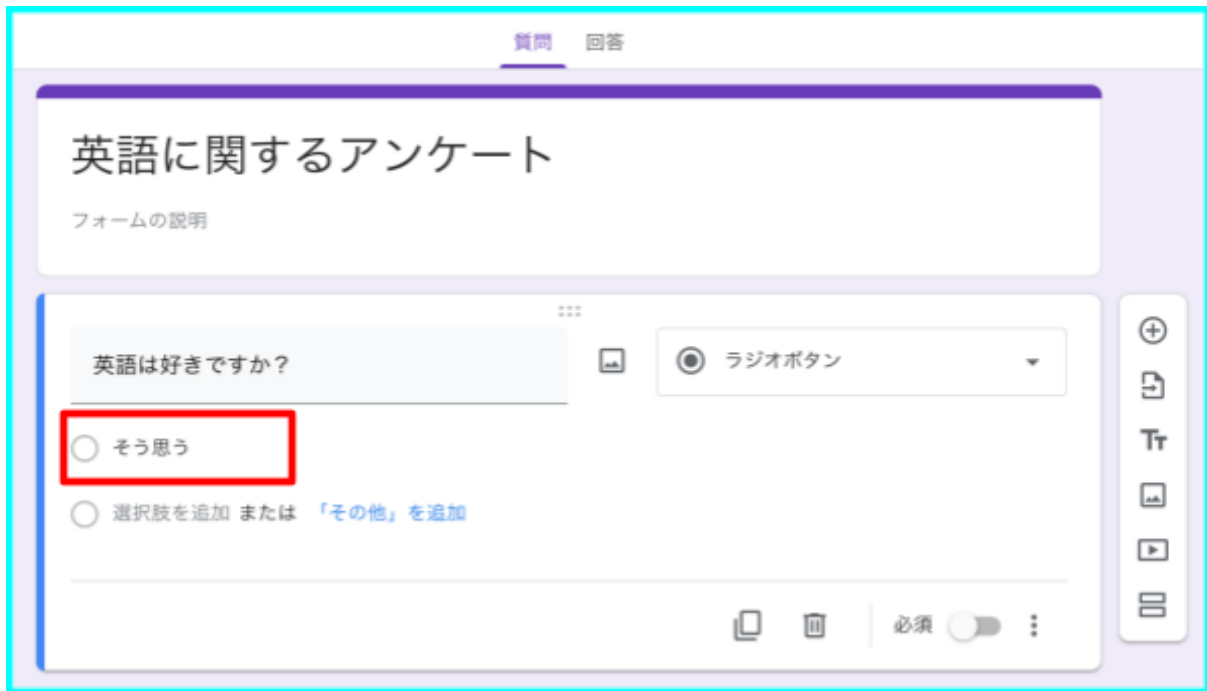 質問 回答
英語に関するアンケート
フォームの説明
英語は好きですか?
ラジオボタン
そう思う
選択肢を追加 または 「その他」を追加
必須